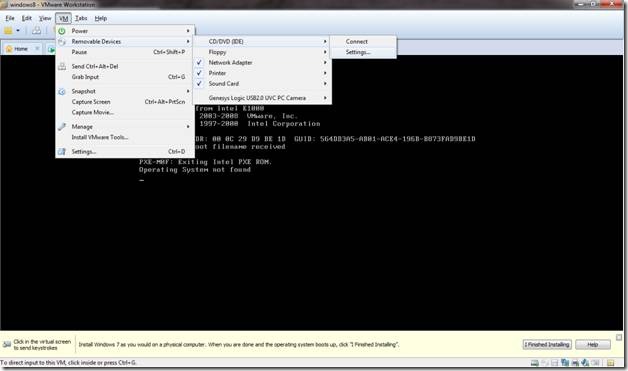 windows8 - VMware Workstation
File Edit View VM Tabs Help
Home
Power
Removable Devices
Pause Ctrl+Shift+P
Send Ctrl+Alt+Del
Grab Input Ctrl+G
Snapshot
Capture Screen Ctrl+Alt+PrtScn
Capture Movie...
Manage
Install VMware Tools...
Settings... Ctrl+D
CD/DVD (IDE)
Floppy
Network Adapter
Printer
Sound Card
Genesys Logic USB2.0 UVC PC Camera
Connect
Settings...
from Intel E1000
2003-2008 VMware, Inc.
1997-2000 Intel Corporation
DR: 00 0C 29 D9 BE 1D GUID: 564D83A5-AB01-ACE4-196B-B873FAD9BE1D
oot filename received
PXE-M0F: Exiting Intel PXE ROM.
Operating System not found
Click in the virtual screen
to send keystrokes
Install Windows 7 as you would on a physical computer. When you are done and the operating system boots up, click "I Finished Installing".
I Finished Installing
Help
To direct input to this VM, click inside or press Ctrl+G.